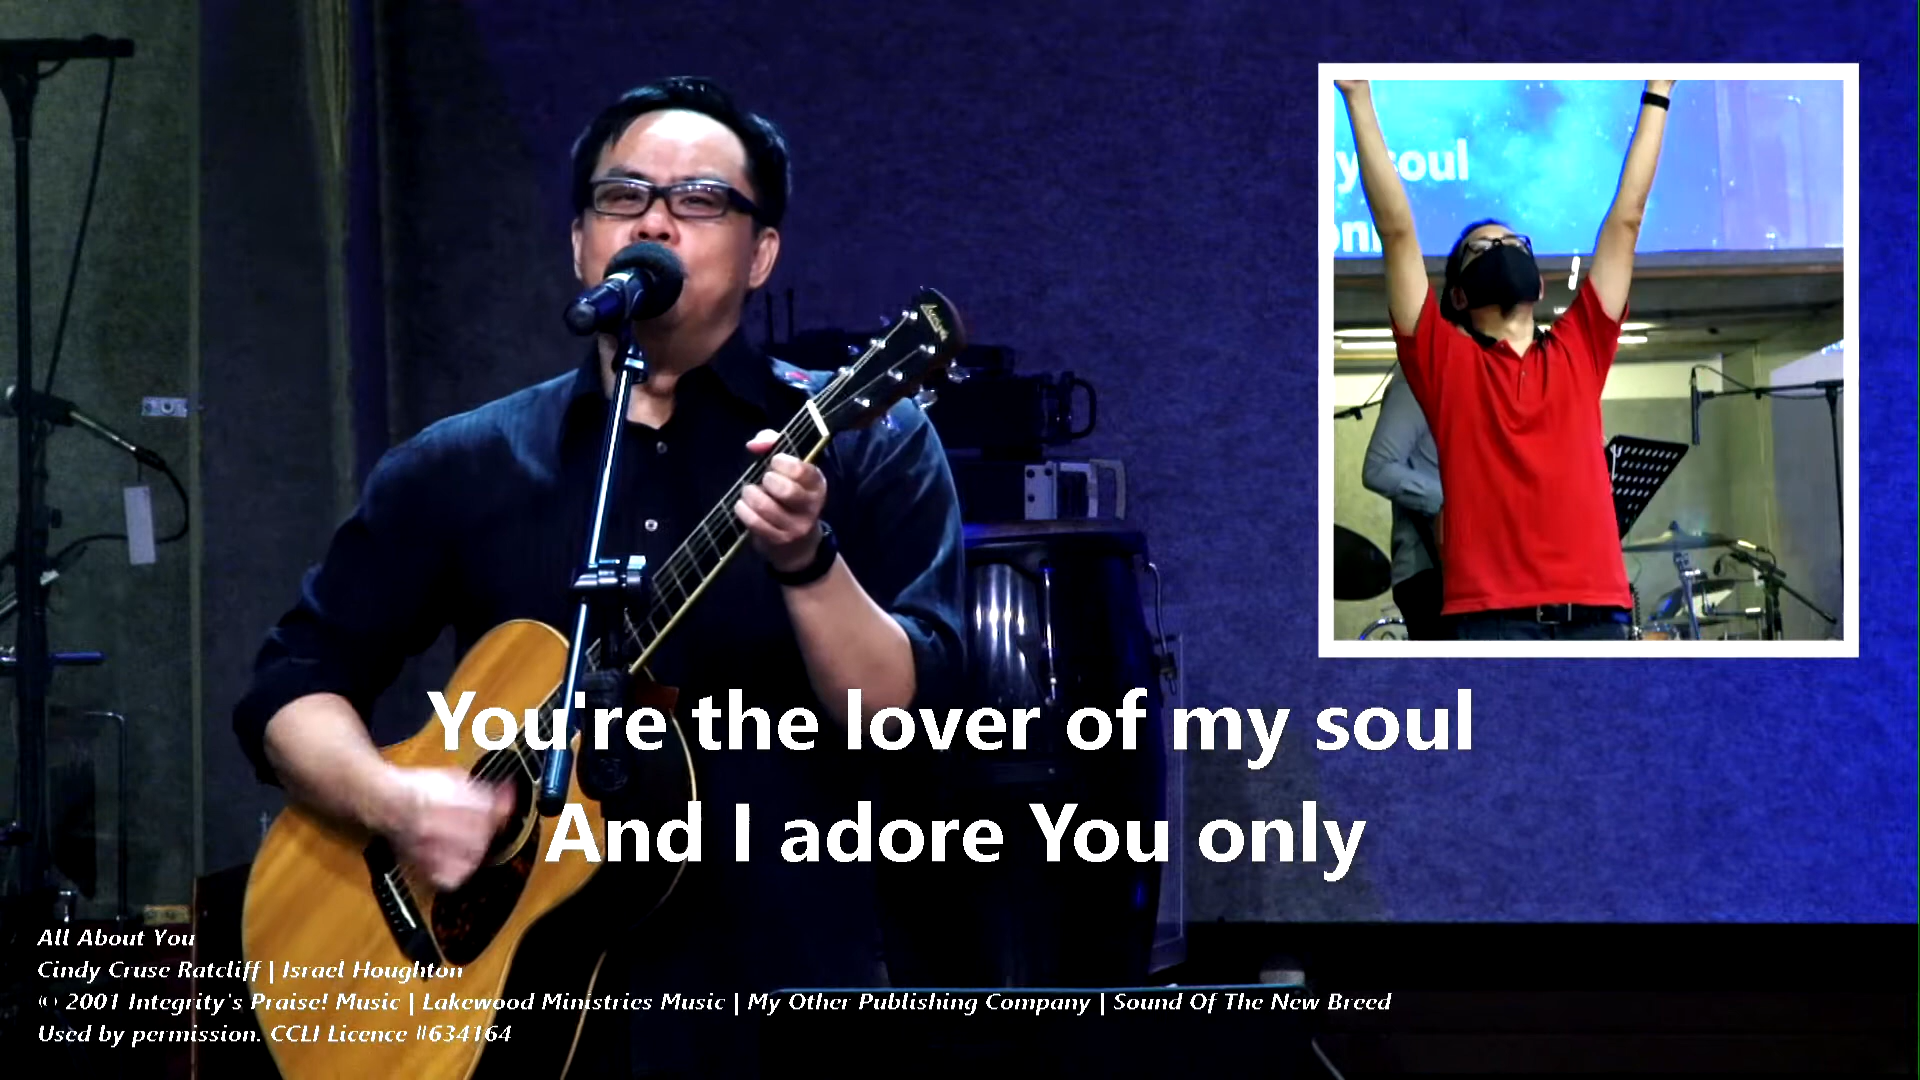 y soul
You're the lover of my soul
And I adore You only
All About You
Cindy Cruse Ratcliff | Israel Houghton
© 2001 Integrity's Praise! Music | Lakewood Ministries Music | My Other Publishing Company | Sound Of The New Breed
Used by permission. CCLI Licence #634164